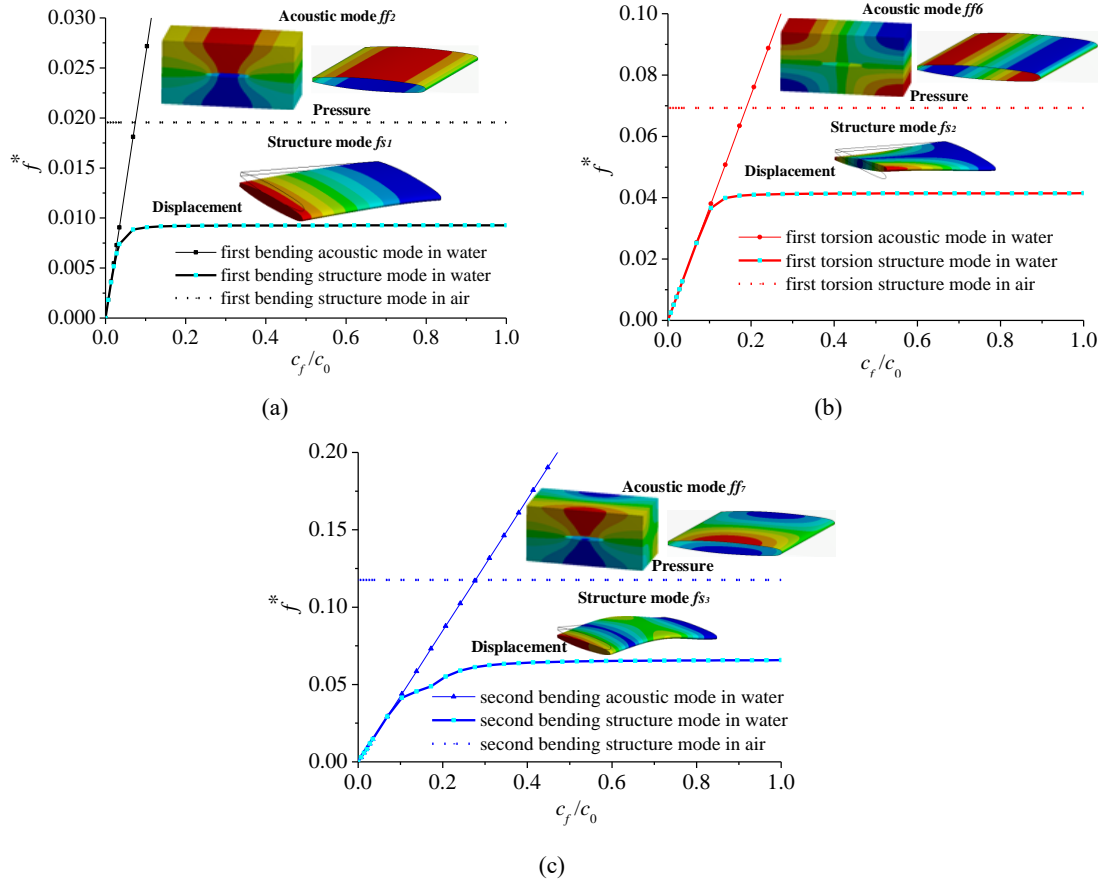 Acoustic mode ff2
0.030
0.025
0.020
0.015
0.010
0.005
0.000
f*
Pressure
Structure mode fs1
Displacement
first bending acoustic mode in water
first bending structure mode in water
first bending structure mode in air
0.0 0.2 0.4 0.6 0.8 1.0
cf/c0
(a)
Acoustic mode ff6
0.10
0.08
0.06
0.04
0.02
0.00
f*
Pressure
Structure mode fs2
Displacement
first torsion acoustic mode in water
first torsion structure mode in water
first torsion structure mode in air
0.0 0.2 0.4 0.6 0.8 1.0
cf/c0
(b)
0.20
0.15
0.10
0.05
0.00
f*
Acoustic mode ff7
Pressure
Structure mode fs3
Displacement
second bending acoustic mode in water
second bending structure mode in water
second bending structure mode in air
0.0 0.2 0.4 0.6 0.8 1.0
cf/c0
(c)